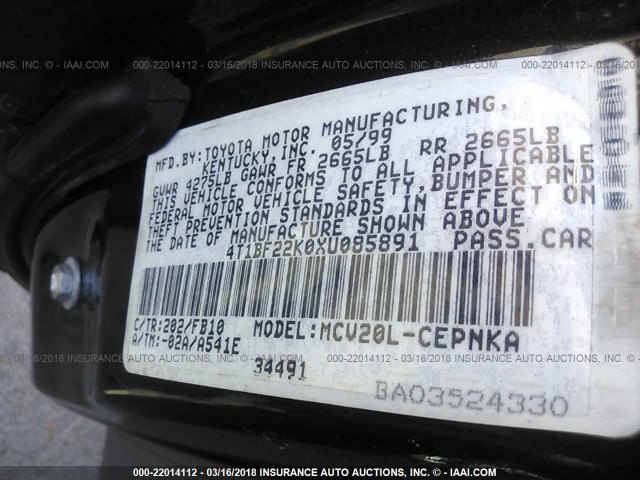 AUCTIONS, INC. - IAAI.COM 000-22014112 - 03/16/2018 INSURANCE AUTO AUCTIONS, INC. - IAAI.COM 000-22014112 - 03/16/2018
MFD.BY:TOYOTA MOTOR MANUFACTURING,
KENTUCKY,INC. 05/99
GVWR 4275LB GAWR FR 2665LB RR 2665LB
THIS VEHICLE CONFORMS TO ALL APPLICABLE
FEDERAL MOTOR VEHICLE SAFETY,BUMPER AND
THEFT PREVENTION STANDARDS IN EFFECT ON
THE DATE OF MANUFACTURE SHOWN ABOVE.
4T1BF22K0XU085891 PASS.CAR
C/TR:202/FB10 MODEL:MCV20L-CEPNKA
A/TM:-02A/A541E
34491
BA03524330
000-22014112 - 03/16/2018 INSURANCE AUTO AUCTIONS, INC. - IAAI.COM